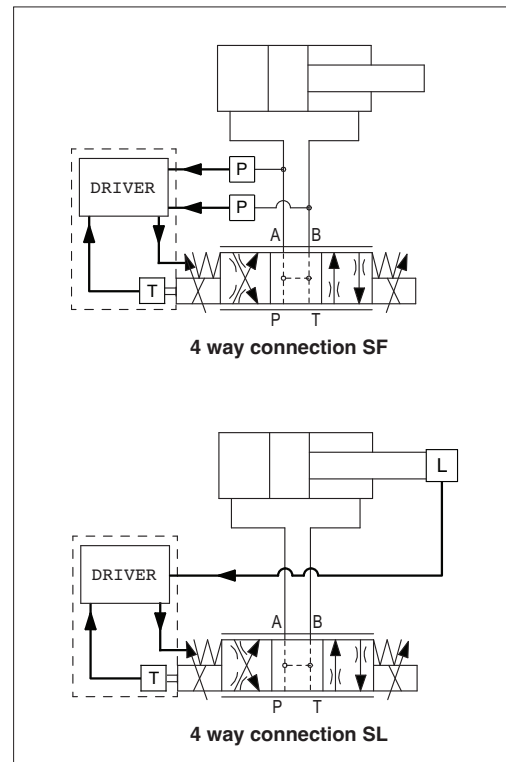 P
DRIVER
P
A B
T
P T
4 way connection SF
L
DRIVER
A B
T
P T
4 way connection SL